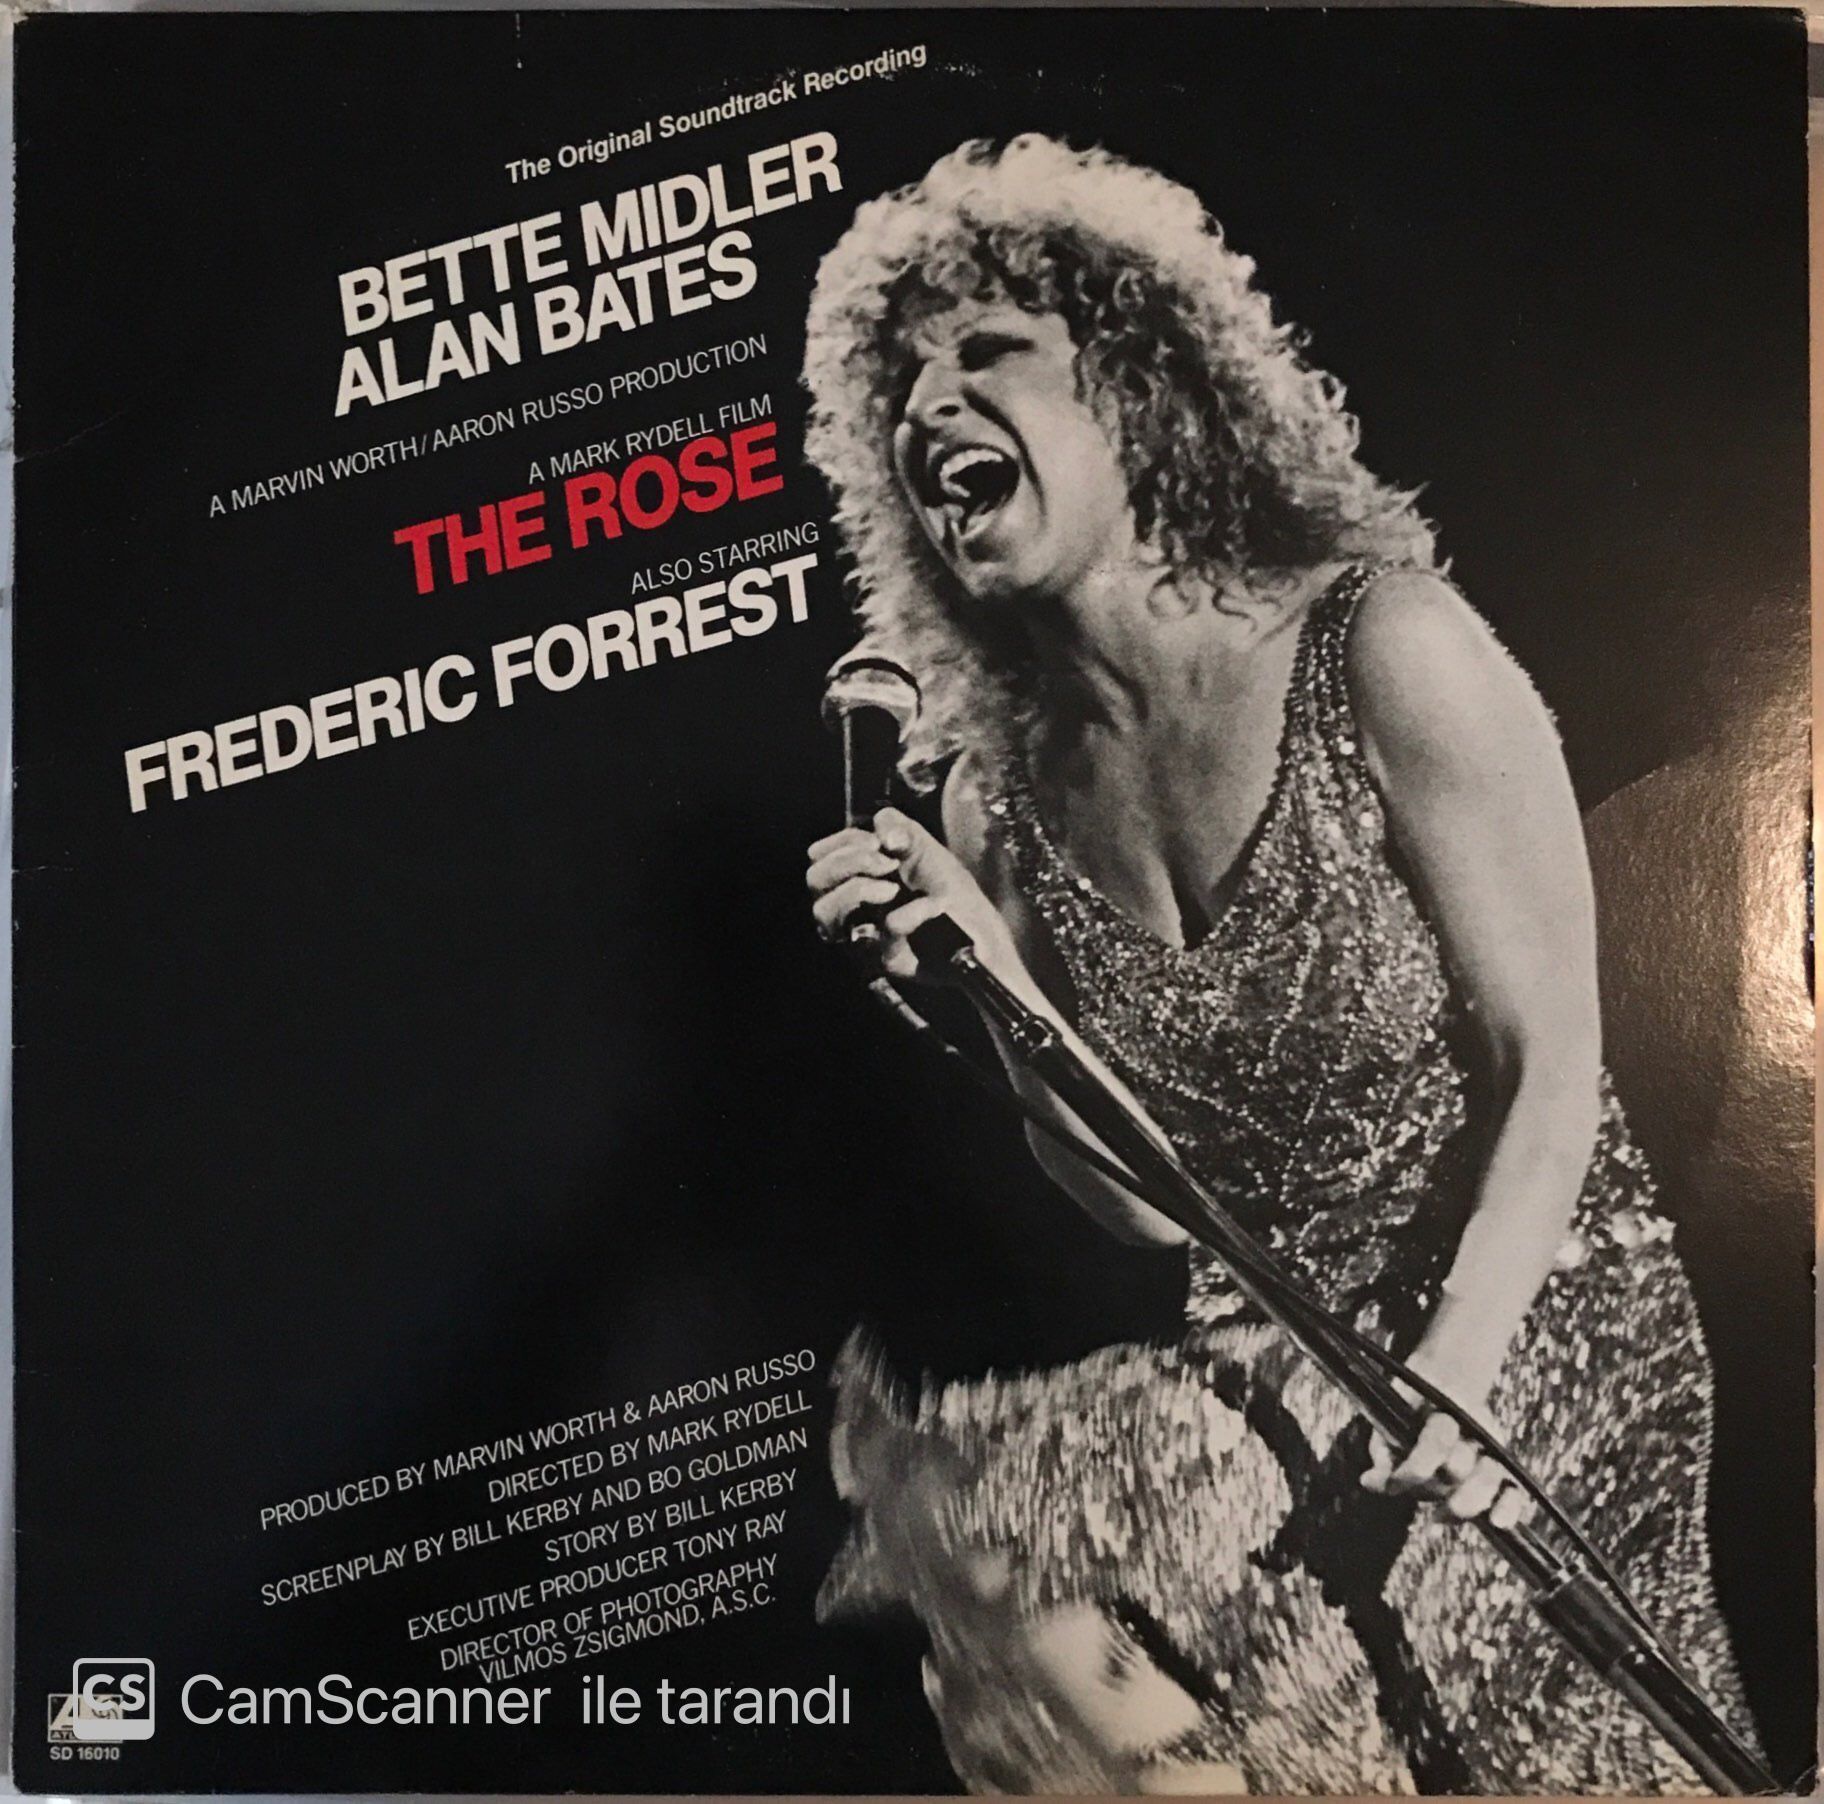 The Original Soundtrack Recording
BETTE MIDLER
ALAN BATES
A MARVIN WORTH/AARON RUSSO PRODUCTION
A MARK RYDELL FILM
THE ROSE
ALSO STARRING
FREDERIC FORREST
PRODUCED BY MARVIN WORTH & AARON RUSSO
DIRECTED BY MARK RYDELL
SCREENPLAY BY BILL KERBY AND BO GOLDMAN
STORY BY BILL KERBY
EXECUTIVE PRODUCER TONY RAY
DIRECTOR OF PHOTOGRAPHY
VILMOS ZSIGMOND, A.S.C.
CS CamScanner ile tarandı
SD 16010